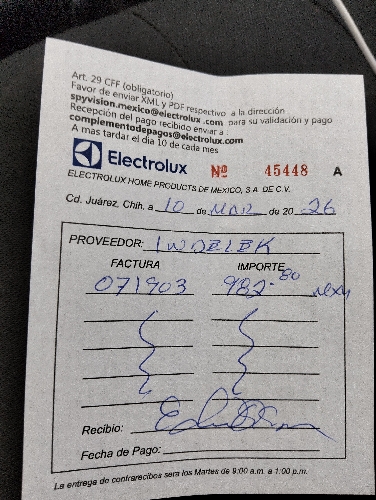 Art. 29 CFF (obligatorio)
Favor de enviar XML y PDF respectivo a la dirección
spyvision.mexico@electrolux.com para su validación y pago
Recepción del pago recibido enviar a :
complementodepagos@electrolux.com
A mas tardar el dia 10 de cada mes
Electrolux Nº 45448 A
ELECTROLUX HOME PRODUCTS DE MEXICO, S.A. DE C.V.
Cd. Juárez, Chih. a 10 de MAR de 20 26
PROVEEDOR: INDELEK
FACTURA IMPORTE
071903 982.80 MXN
Recibio:
Fecha de Pago:
La entrega de contrarecibos sera los Martes de 9:00 a.m. a 1:00 p.m.